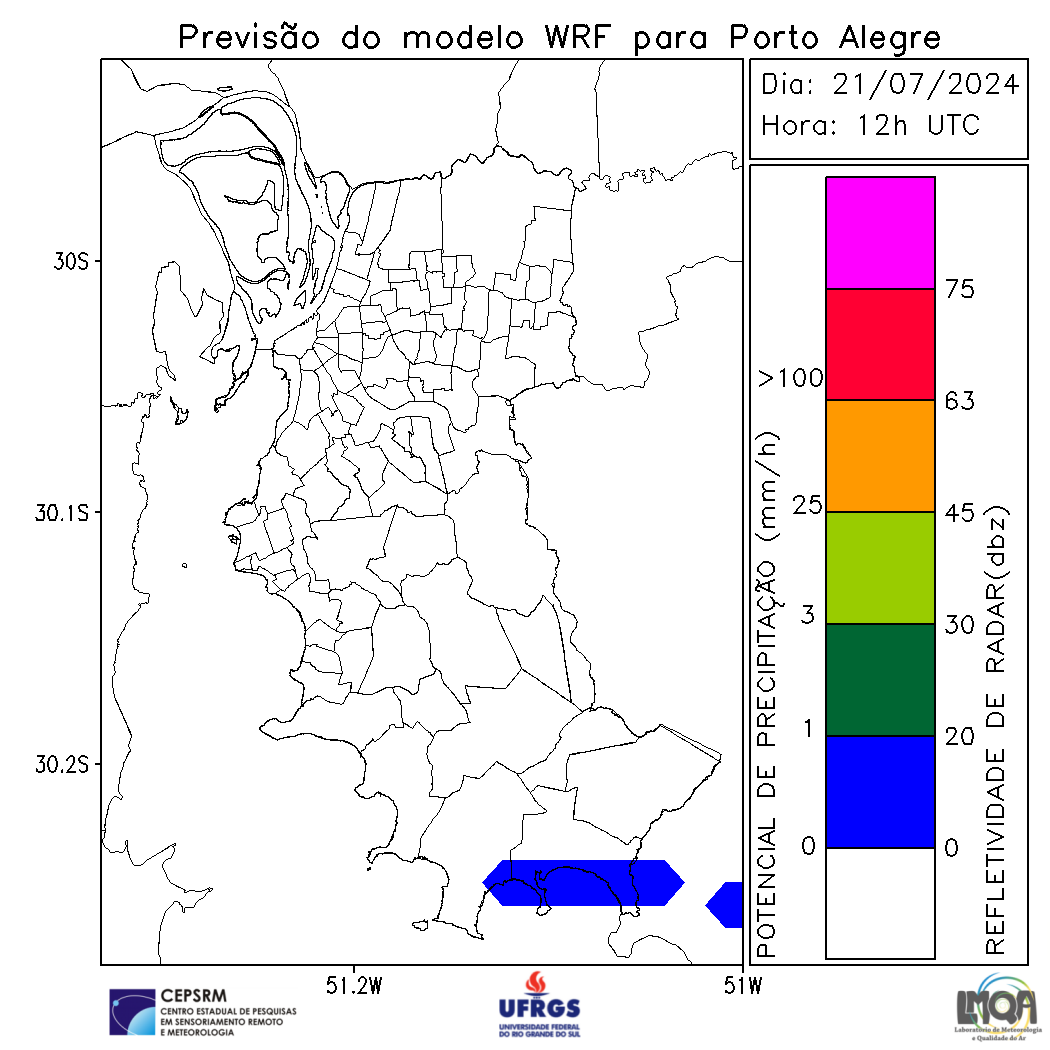 Previsão do modelo WRF para Porto Alegre
Dia: 21/07/2024
Hora: 12h UTC
30S
30.1S
30.2S
51.2W
51W
POTENCIAL DE PRECIPITAÇÃO (mm/h)
>100
25
3
1
0
75
63
45
30
20
0
REFLETIVIDADE DE RADAR(dbz)
CEPSRM
CENTRO ESTADUAL DE PESQUISAS
EM SENSORIAMENTO REMOTO
E METEOROLOGIA
UFRGS
UNIVERSIDADE FEDERAL
DO RIO GRANDE DO SUL
LMQA
Laboratório de Meteorologia
e Qualidade do Ar